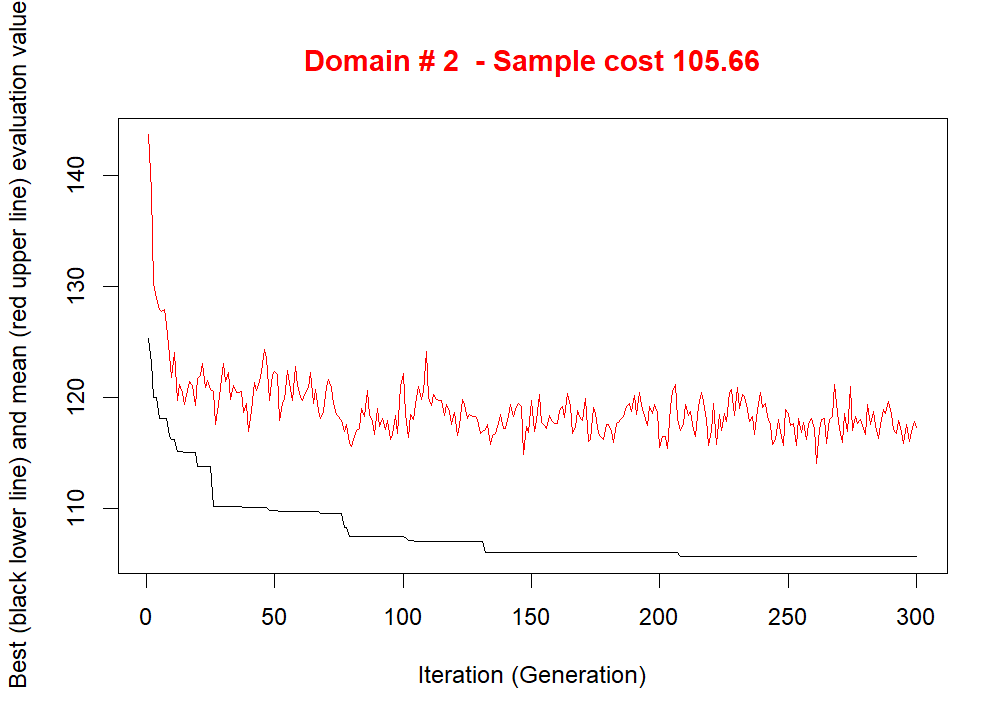 Domain # 2  - Sample cost 105.66
Best (black lower line) and mean (red upper line) evaluation value
140
130
120
110
0 50 100 150 200 250 300
Iteration (Generation)